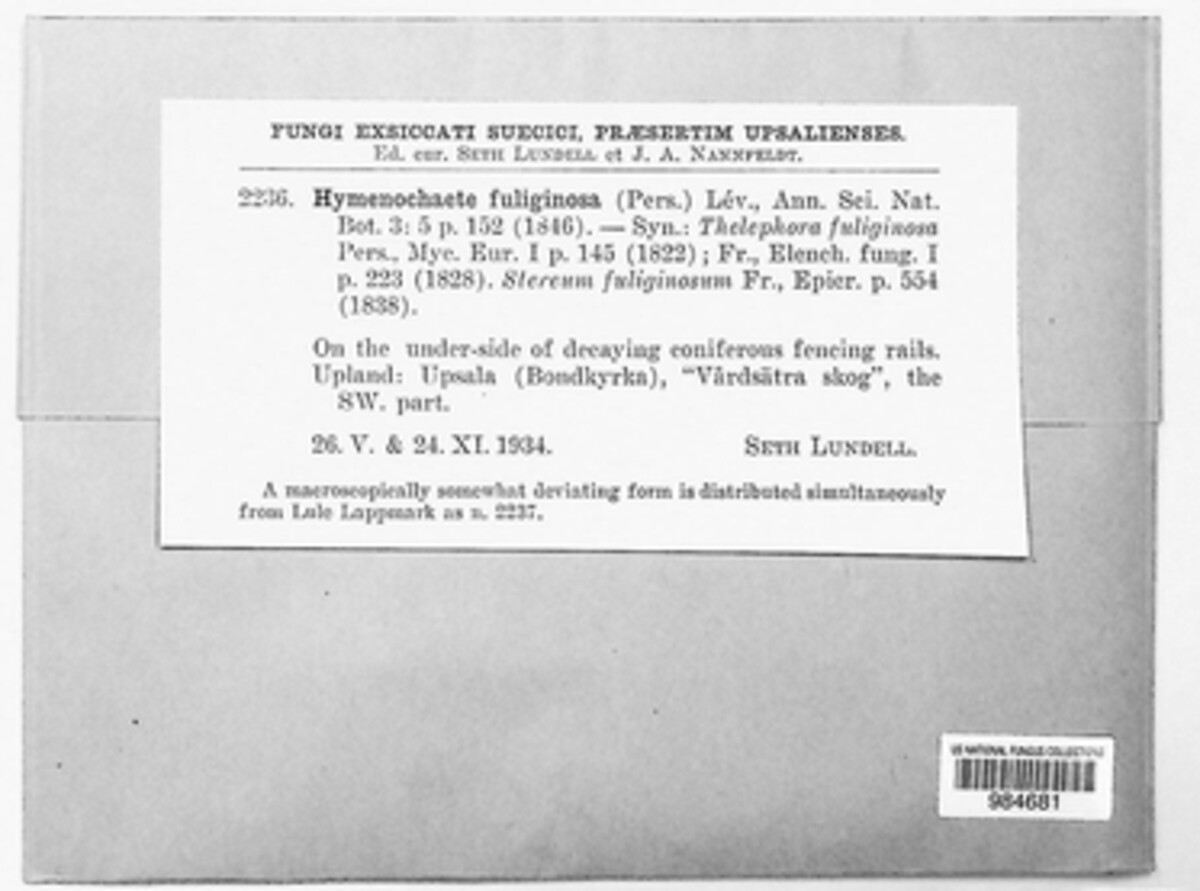 FUNGI EXSICCATI SUECICI, PRÆSERTIM UPSALIENSES.
Ed. cur. SETH LUNDELL et J. A. NANNFELDT.
2236. Hymenochaete fuliginosa (Pers.) Lév., Ann. Sci. Nat.
Bot. 3: 5 p. 152 (1846). — Syn.: Thelephora fuliginosa
Pers., Myc. Eur. I p. 145 (1822); Fr., Elench. fung. I
p. 223 (1828). Stereum fuliginosum Fr., Epicr. p. 554
(1838).
On the under-side of decaying coniferous fencing rails.
Upland: Upsala (Bondkyrka), “Vårdsätra skog”, the
SW. part.
26. V. & 24. XI. 1934. SETH LUNDELL.
A macroscopically somewhat deviating form is distributed simultaneously
from Lule Lappmark as n. 2237.
US NATIONAL FUNGUS COLLECTIONS
984681